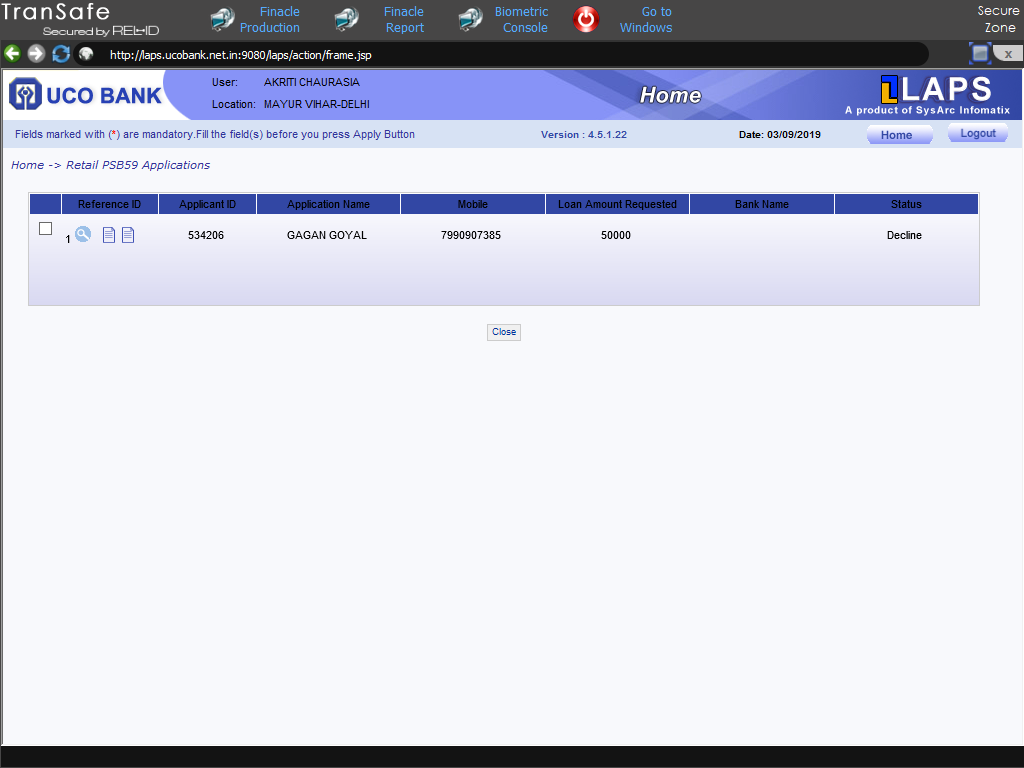 TranSafe
Secured by REL•ID
Finacle Production
Finacle Report
Biometric Console
Go to Windows
Secure Zone
http://laps.ucobank.net.in:9080/laps/action/frame.jsp
x
UCO BANK
User: AKRITI CHAURASIA
Location: MAYUR VIHAR-DELHI
Home
LAPS
A product of SysArc Infomatix
Fields marked with (*) are mandatory.Fill the field(s) before you press Apply Button
Version : 4.5.1.22
Date: 03/09/2019
Home
Logout
Home -> Retail PSB59 Applications
Reference ID Applicant ID Application Name Mobile Loan Amount Requested Bank Name Status
1 534206 GAGAN GOYAL 7990907385 50000 Decline
Close